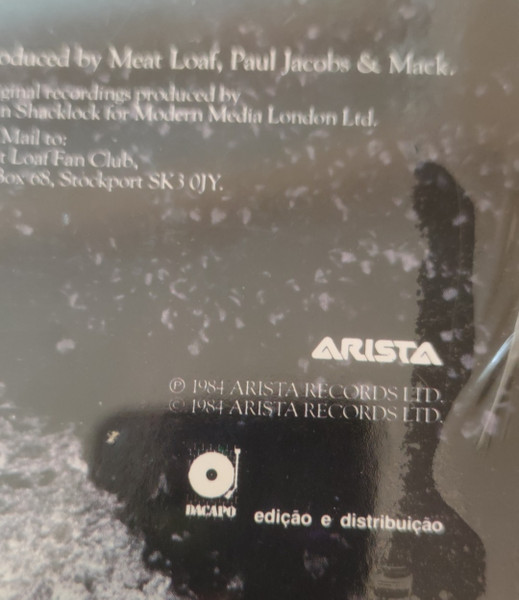 oduced by Meat Loaf, Paul Jacobs & Mack.
ginal recordings produced by
n Shacklock for Modern Media London Ltd.
Mail to:
t Loaf Fan Club,
Box 68, Stockport SK3 0JY.
ARISTA
℗ 1984 ARISTA RECORDS LTD.
© 1984 ARISTA RECORDS LTD.
DACAPO
edição e distribuição